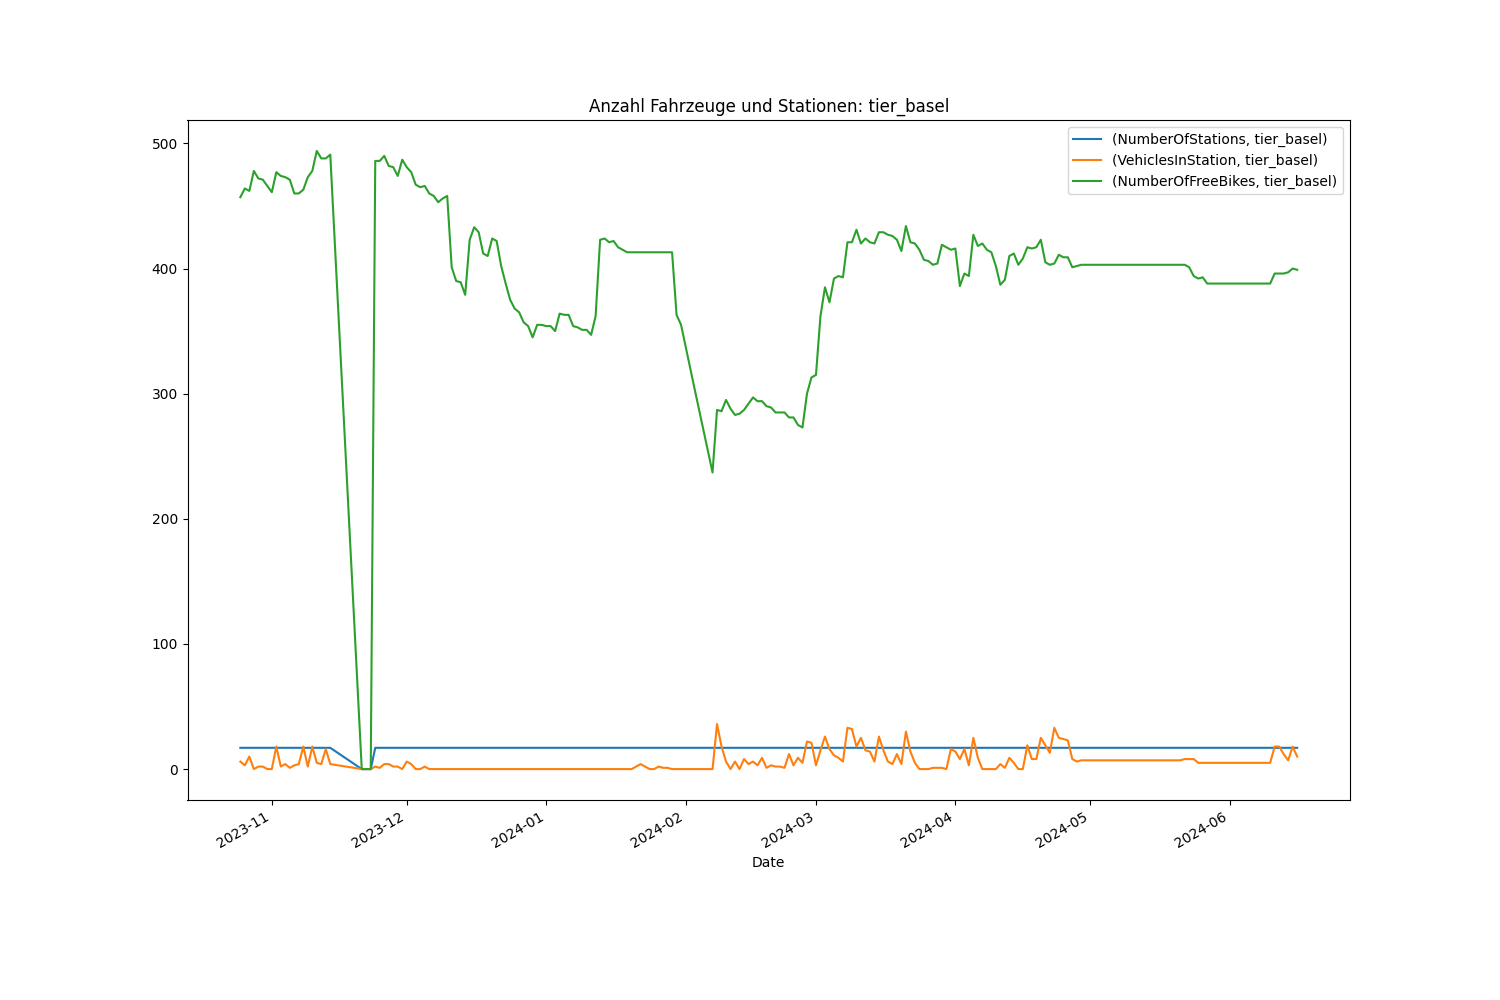 Anzahl Fahrzeuge und Stationen: tier_basel
(NumberOfStations, tier_basel)
(VehiclesInStation, tier_basel)
(NumberOfFreeBikes, tier_basel)
500
400
300
200
100
0
2023-11
2023-12
2024-01
2024-02
2024-03
2024-04
2024-05
2024-06
Date